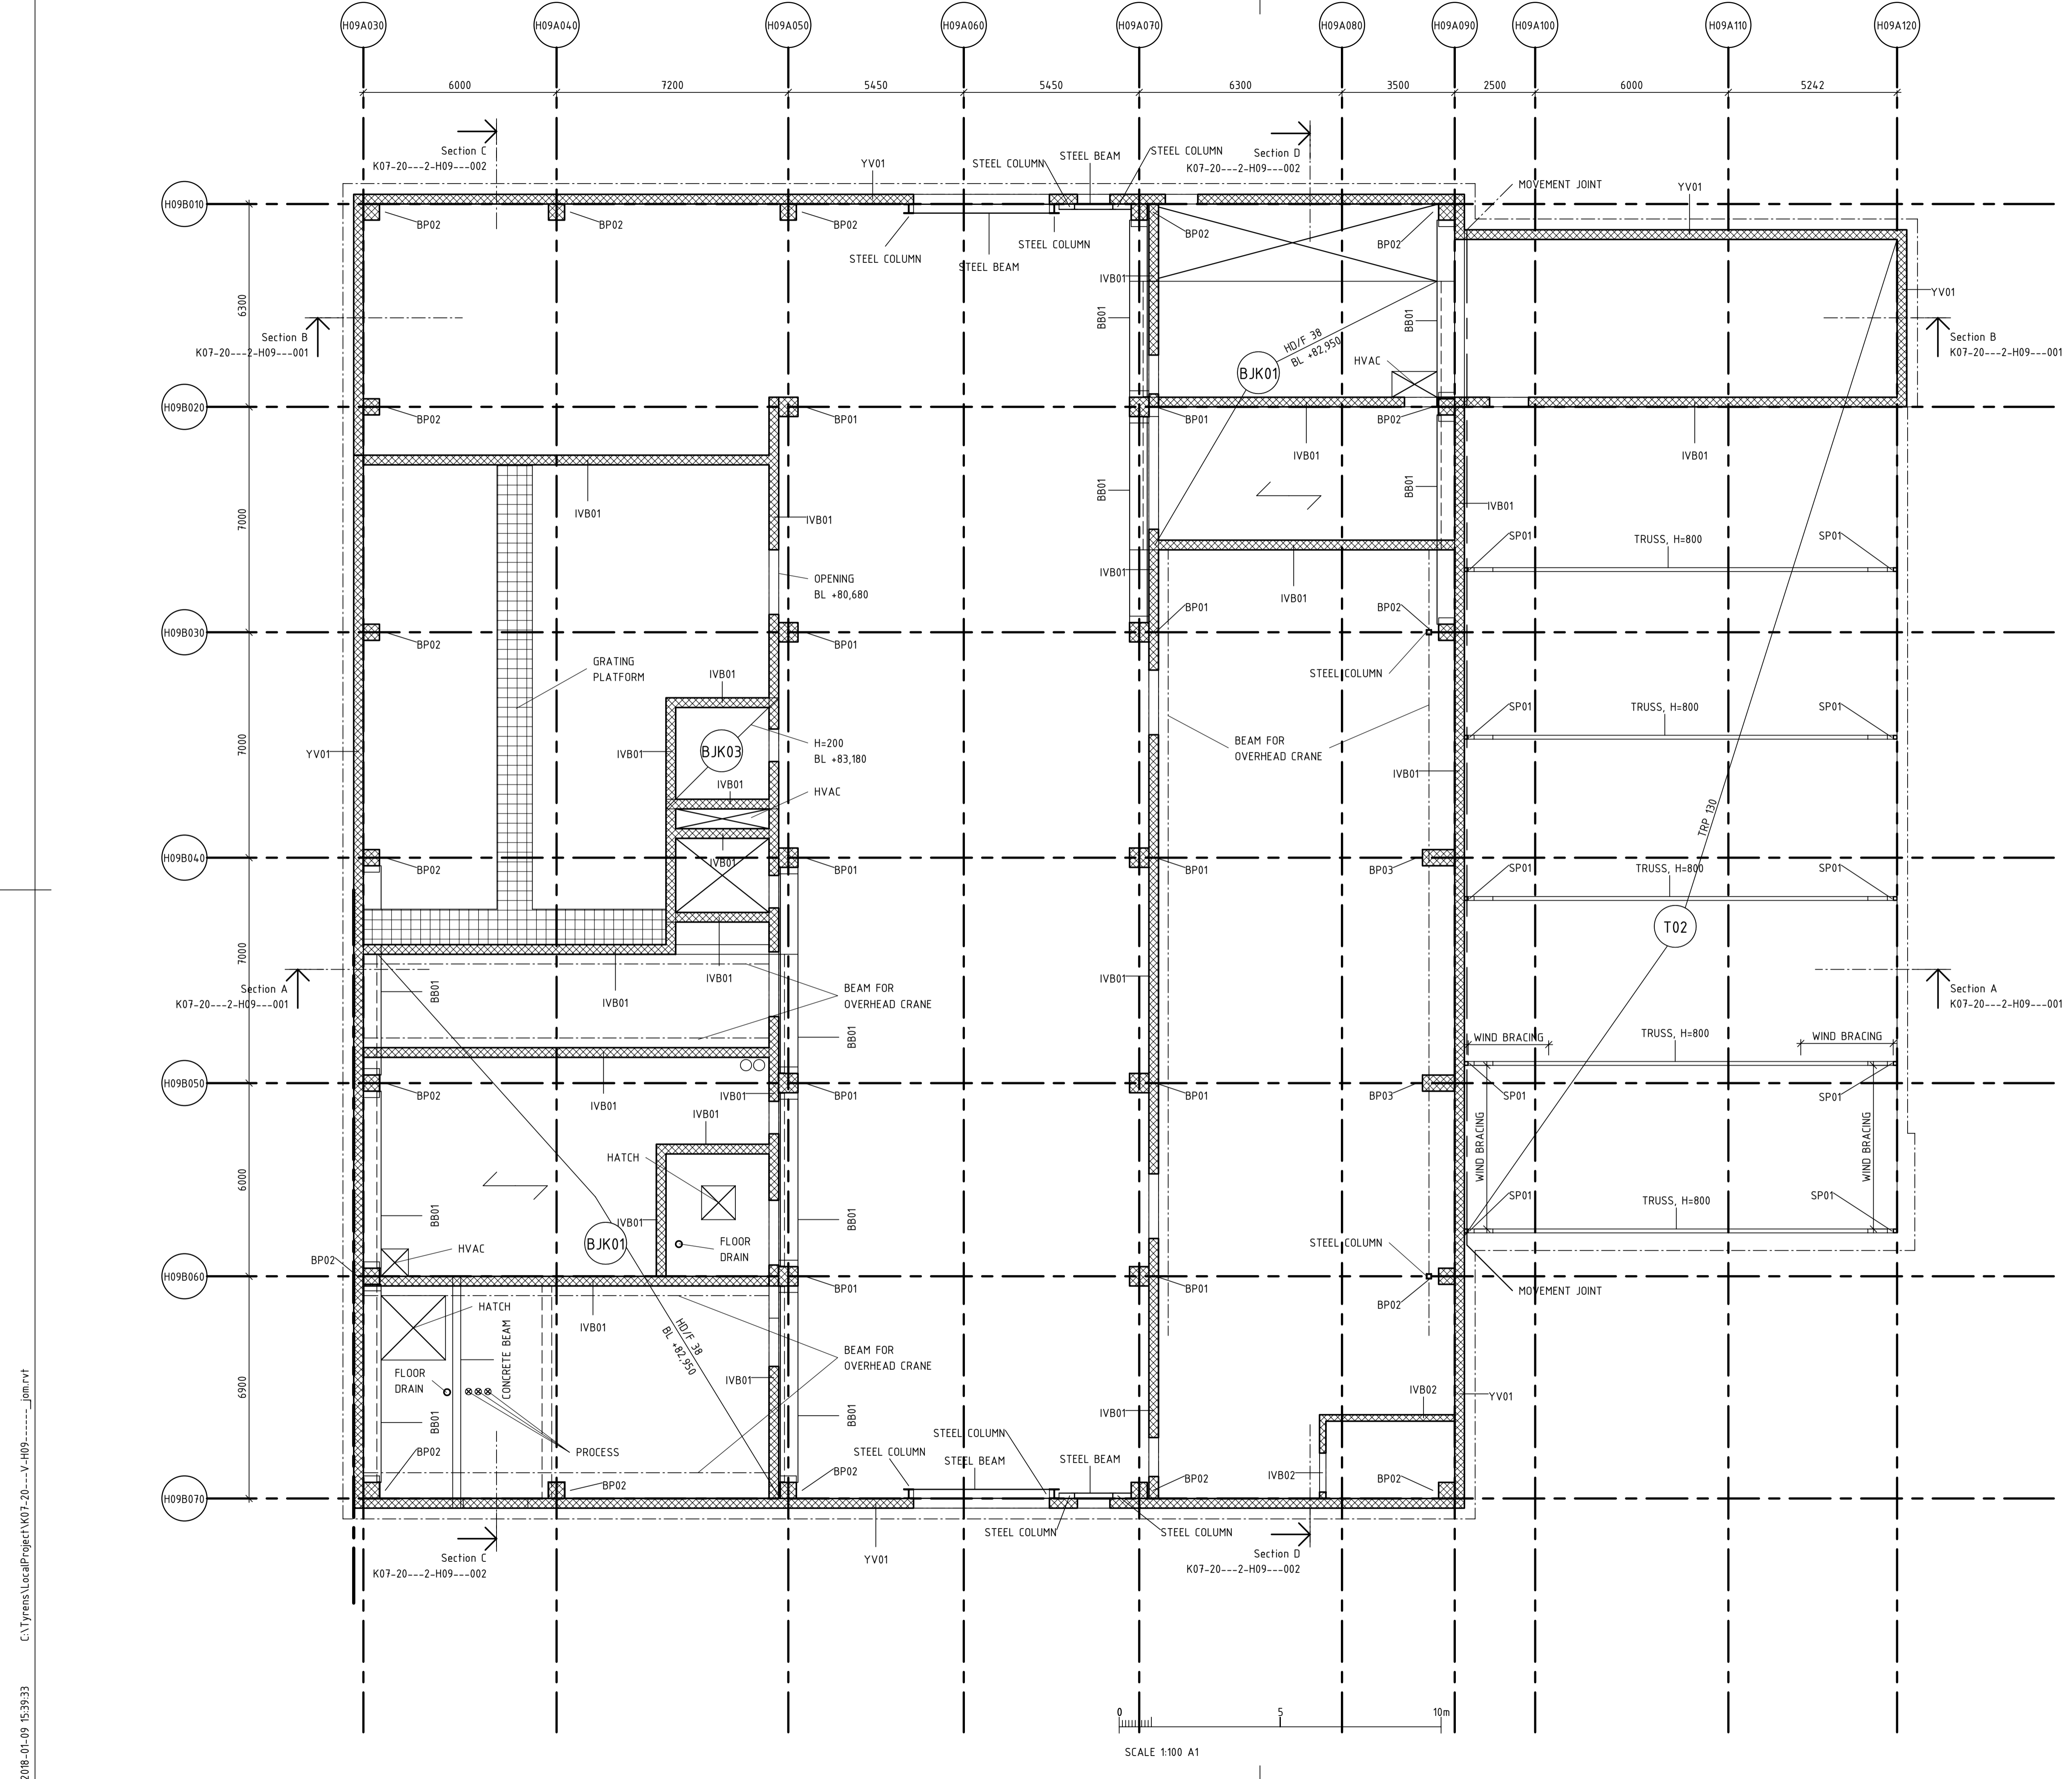 H09A030
H09A040
H09A050
H09A060
H09A070
H09A080
H09A090
H09A100
H09A110
H09A120
6000
7200
5450
5450
6300
3500
2500
6000
5242
Section C
K07-20---2-H09---002
YV01
STEEL COLUMN
STEEL BEAM
STEEL COLUMN
Section D
K07-20---2-H09---002
MOVEMENT JOINT
YV01
H09B010
BP02
BP02
BP02
STEEL COLUMN
STEEL BEAM
STEEL COLUMN
BP02
BP02
IVB01
6300
BB01
BB01
YV01
Section B
K07-20---2-H09---001
HD/F 38
BL +82,950
BJK01
HVAC
Section B
K07-20---2-H09---001
H09B020
BP02
BP01
BP01
BP02
IVB01
IVB01
BB01
BB01
7000
IVB01
IVB01
IVB01
SP01
TRUSS, H=800
SP01
OPENING
BL +80,680
IVB01
IVB01
BP01
BP02
H09B030
BP02
BP01
GRATING
PLATFORM
IVB01
STEEL COLUMN
SP01
TRUSS, H=800
SP01
7000
YV01
IVB01
BJK03
H=200
BL +83,180
BEAM FOR
OVERHEAD CRANE
IVB01
IVB01
HVAC
TRP 130
H09B040
BP02
IVB01
BP01
BP01
BP03
SP01
TRUSS, H=800
SP01
T02
7000
IVB01
IVB01
IVB01
Section A
K07-20---2-H09---001
BB01
BEAM FOR
OVERHEAD CRANE
Section A
K07-20---2-H09---001
BB01
WIND BRACING
TRUSS, H=800
WIND BRACING
H09B050
BP02
IVB01
IVB01
IVB01
BP01
BP01
BP03
SP01
SP01
WIND BRACING
WIND BRACING
6000
HATCH
SP01
TRUSS, H=800
SP01
BB01
IVB01
BB01
BJK01
HVAC
FLOOR
DRAIN
STEEL COLUMN
BP02
H09B060
BP01
BP01
BP02
MOVEMENT JOINT
HATCH
IVB01
CONCRETE BEAM
HD/F 38
BL +82,950
BEAM FOR
OVERHEAD CRANE
6900
FLOOR
DRAIN
IVB01
IVB02
YV01
BB01
BB01
IVB01
PROCESS
BP02
STEEL COLUMN
STEEL COLUMN
STEEL BEAM
STEEL BEAM
BP02
BP02
BP02
IVB02
BP02
H09B070
STEEL COLUMN
STEEL COLUMN
Section C
K07-20---2-H09---002
YV01
Section D
K07-20---2-H09---002
0
5
10m
SCALE 1:100 A1
2018-01-09 15:39:33
C:\Tyrens\LocalProject\K07-20---V-H09-------_jom.rvt